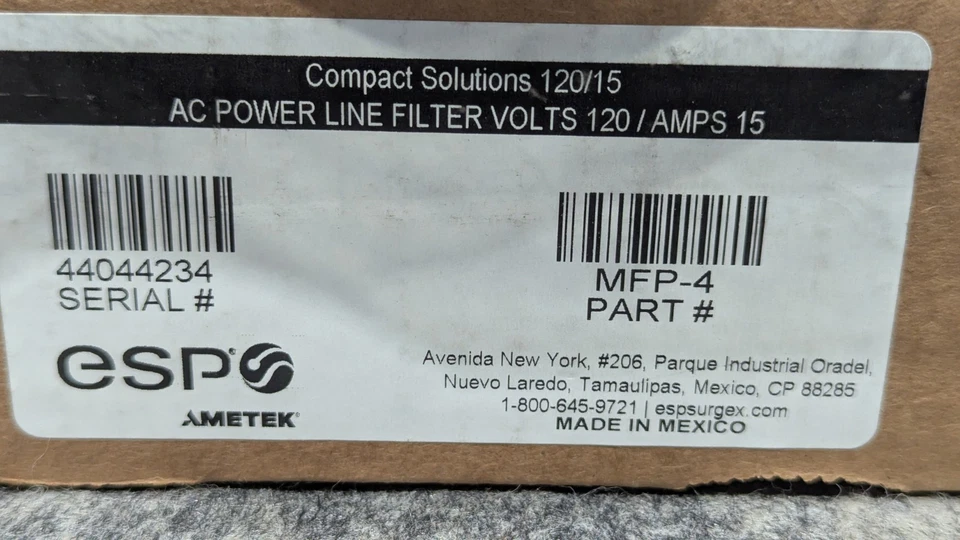 Compact Solutions 120/15
AC POWER LINE FILTER VOLTS 120 / AMPS 15
44044234
SERIAL #
MFP-4
PART #
esp®
AMETEK®
Avenida New York, #206, Parque Industrial Oradel,
Nuevo Laredo, Tamaulipas, Mexico, CP 88285
1-800-645-9721 | espsurgex.com
MADE IN MEXICO